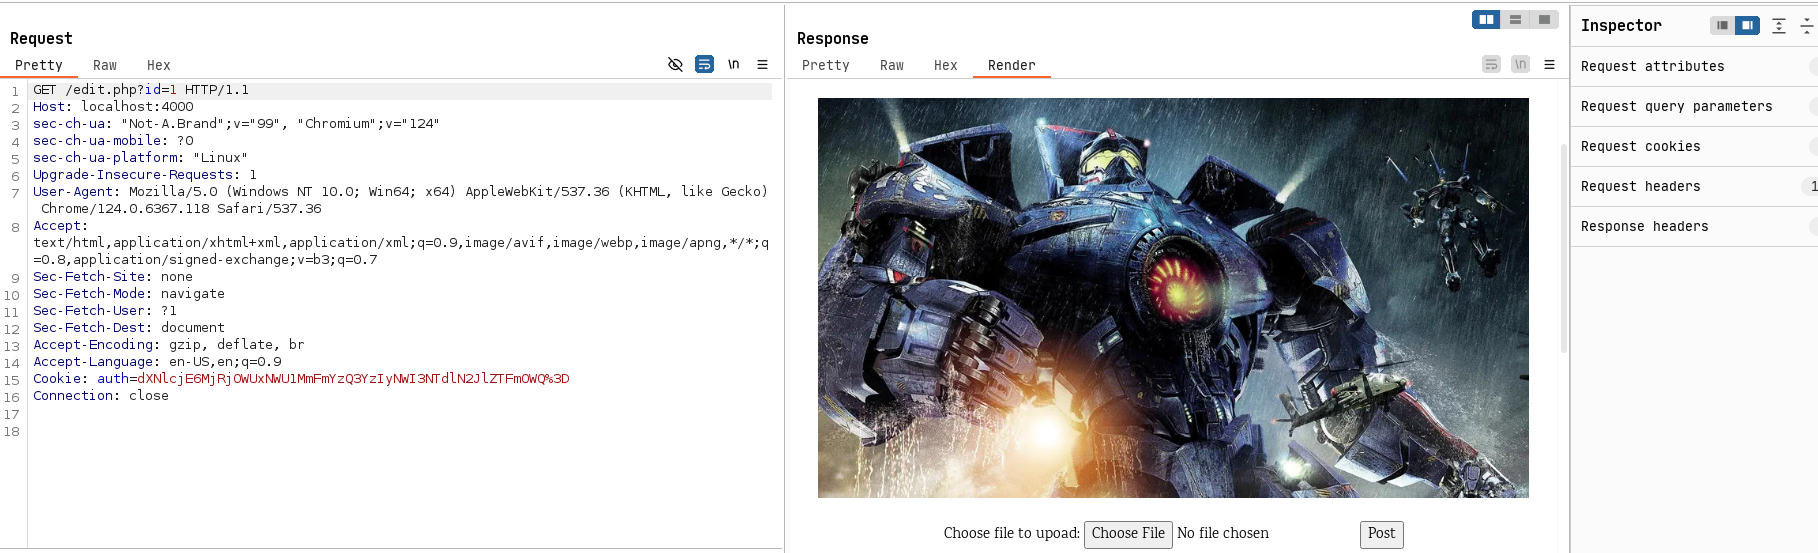 Request
Pretty Raw Hex \n
1 GET /edit.php?id=1 HTTP/1.1
2 Host: localhost:4000
3 sec-ch-ua: "Not-A.Brand";v="99", "Chromium";v="124"
4 sec-ch-ua-mobile: ?0
5 sec-ch-ua-platform: "Linux"
6 Upgrade-Insecure-Requests: 1
7 User-Agent: Mozilla/5.0 (Windows NT 10.0; Win64; x64) AppleWebKit/537.36 (KHTML, like Gecko)
Chrome/124.0.6367.118 Safari/537.36
8 Accept:
text/html,application/xhtml+xml,application/xml;q=0.9,image/avif,image/webp,image/apng,*/*;q
=0.8,application/signed-exchange;v=b3;q=0.7
9 Sec-Fetch-Site: none
10 Sec-Fetch-Mode: navigate
11 Sec-Fetch-User: ?1
12 Sec-Fetch-Dest: document
13 Accept-Encoding: gzip, deflate, br
14 Accept-Language: en-US,en;q=0.9
15 Cookie: auth=dXNlcjE6MjRjOWUxNWU1MmFmYzQ3YzIyNWI3NTdlN2JlZTFmOWQ%3D
16 Connection: close
17
18
Response
Pretty Raw Hex Render \n
Choose file to upoad: Choose File No file chosen Post
Inspector
Request attributes
Request query parameters
Request cookies
Request headers 1
Response headers